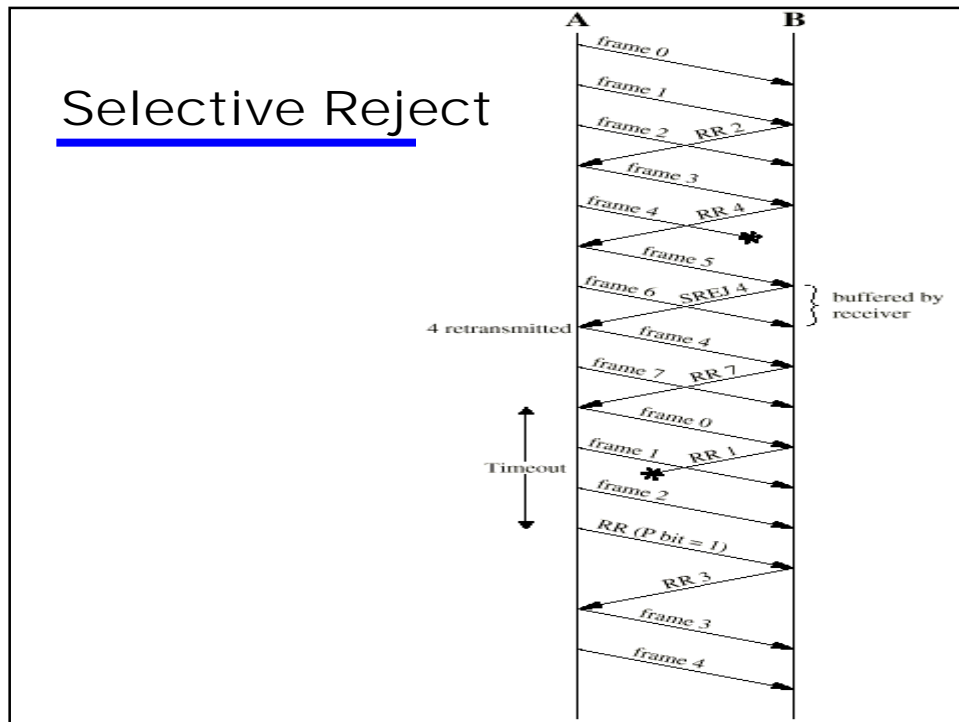 Selective Reject
A
B
frame 0
frame 1
frame 2
RR 2
frame 3
frame 4
RR 4
frame 5
frame 6
SREJ 4
buffered by
receiver
4 retransmitted
frame 4
frame 7
RR 7
frame 0
frame 1
RR 1
Timeout
frame 2
RR (P bit = 1)
RR 3
frame 3
frame 4